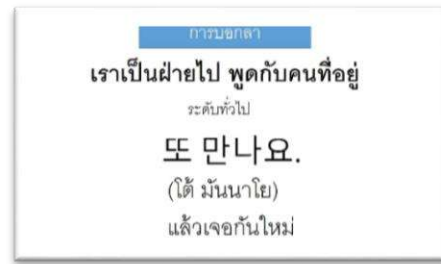 การบอกลา
เราเป็นฝ่ายไป พูดกับคนที่อยู่
ระดับทั่วไป
또 만나요.
(โต้ มันนาโย)
แล้วเจอกันใหม่